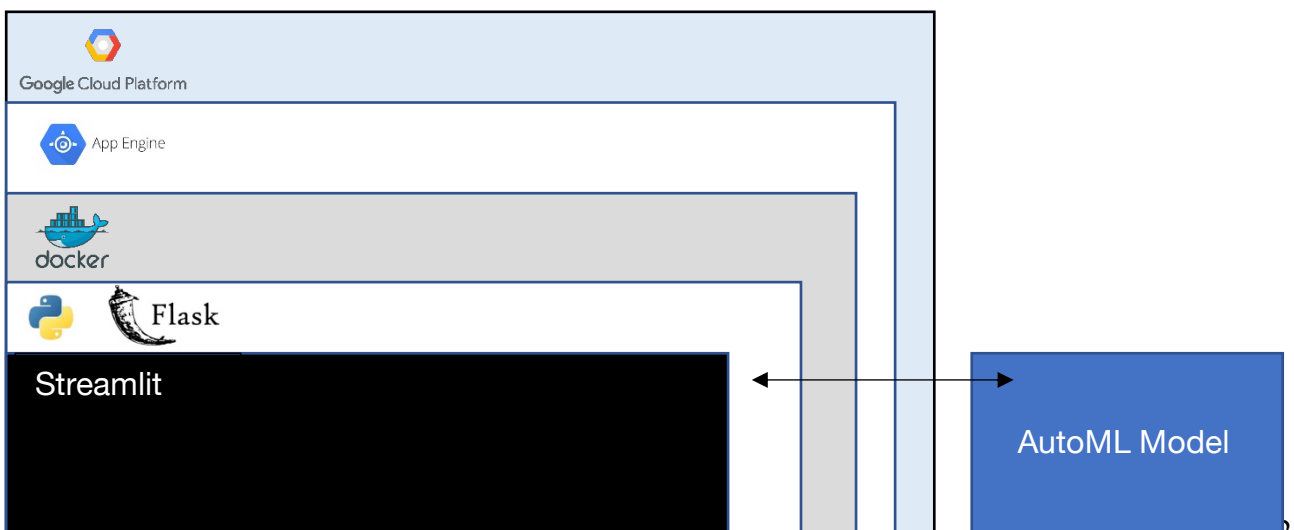 Google Cloud Platform
App Engine
docker
Flask
Streamlit
AutoML Model